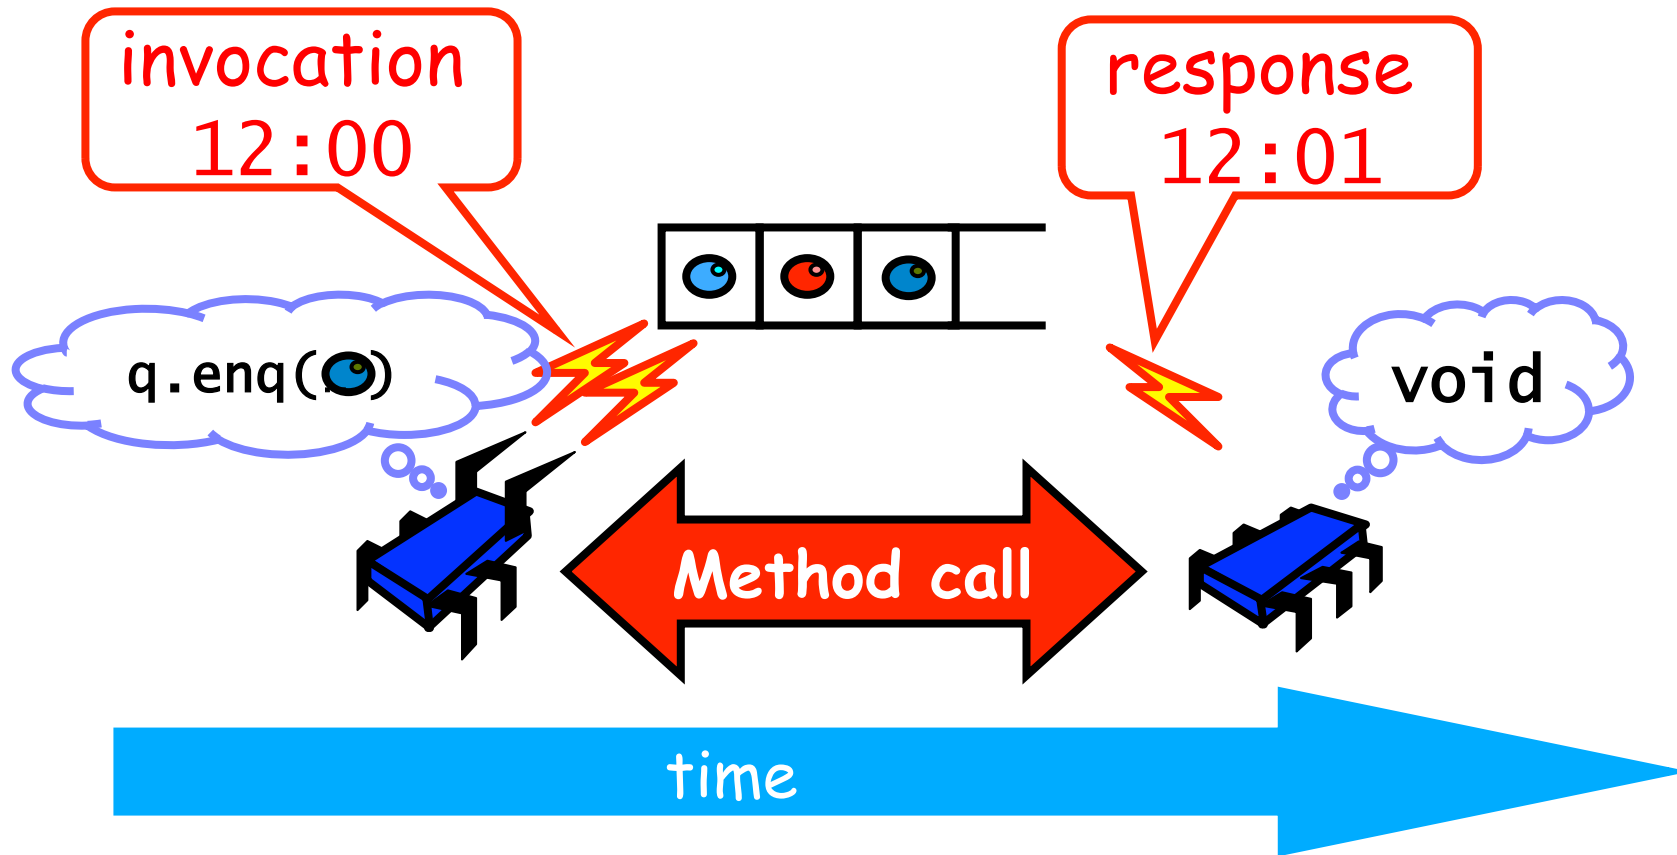 invocation
12:00
response
12:01
q.enq( )
void
Method call
time